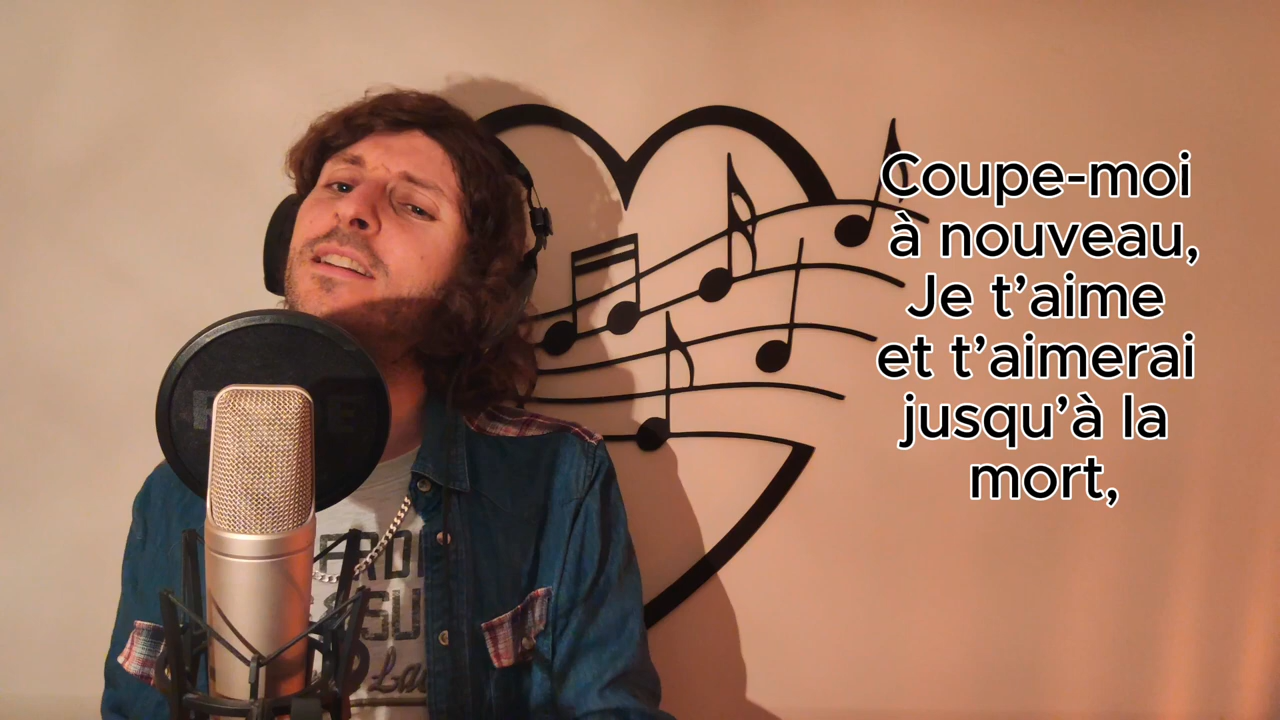 Coupe-moi
à nouveau,
Je t’aime
et t’aimerai
jusqu’à la
mort,